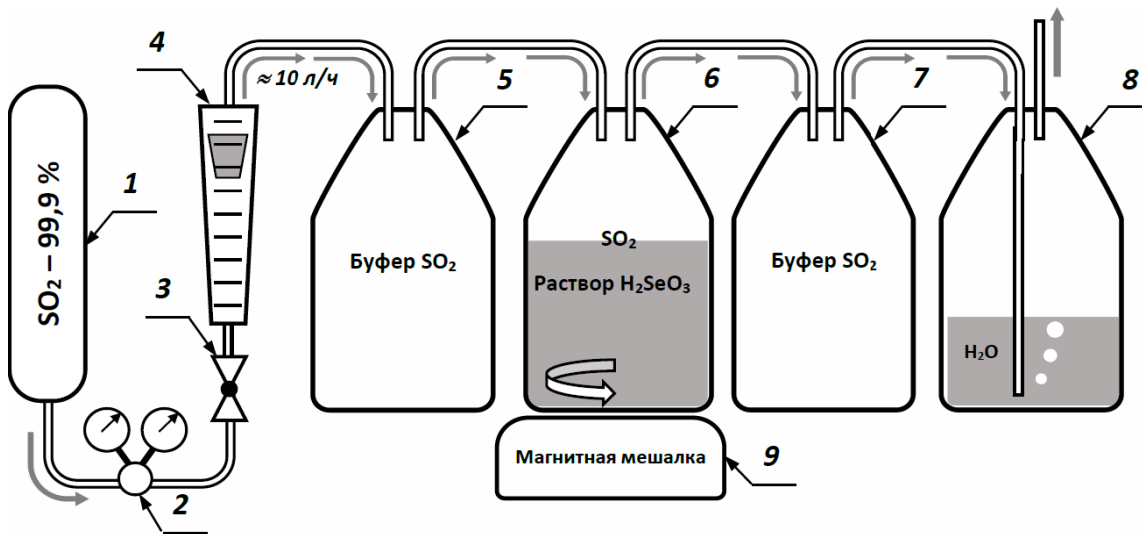 4
≈ 10 л/ч
5
6
7
8
1
SO₂ – 99,9 %
3
2
Буфер SO₂
SO₂
Раствор H₂SeO₃
Буфер SO₂
H₂O
Магнитная мешалка
9